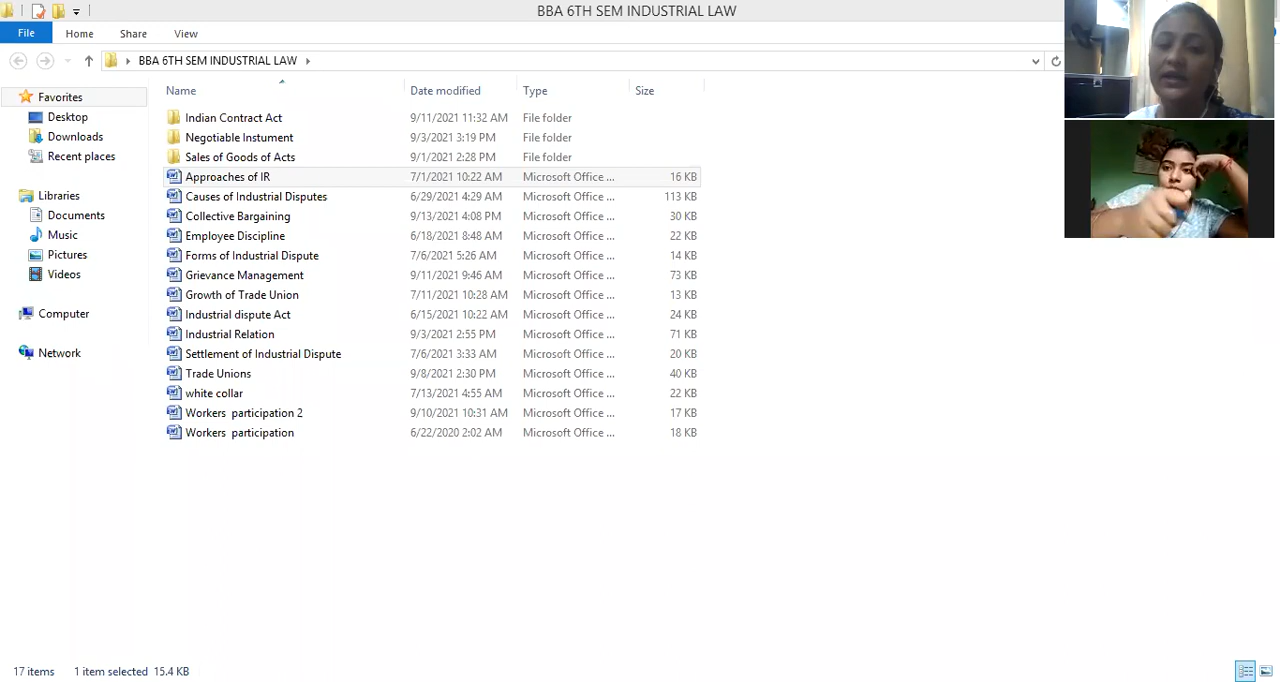 BBA 6TH SEM INDUSTRIAL LAW
File Home Share View
BBA 6TH SEM INDUSTRIAL LAW
Name Date modified Type Size
Favorites
Desktop
Downloads
Recent places
Libraries
Documents
Music
Pictures
Videos
Computer
Network
Indian Contract Act 9/11/2021 11:32 AM File folder
Negotiable Instument 9/3/2021 3:19 PM File folder
Sales of Goods of Acts 9/1/2021 2:28 PM File folder
Approaches of IR 7/1/2021 10:22 AM Microsoft Office ... 16 KB
Causes of Industrial Disputes 6/29/2021 4:29 AM Microsoft Office ... 113 KB
Collective Bargaining 9/13/2021 4:08 PM Microsoft Office ... 30 KB
Employee Discipline 6/18/2021 8:48 AM Microsoft Office ... 22 KB
Forms of Industrial Dispute 7/6/2021 5:26 AM Microsoft Office ... 14 KB
Grievance Management 9/11/2021 9:46 AM Microsoft Office ... 73 KB
Growth of Trade Union 7/11/2021 10:28 AM Microsoft Office ... 13 KB
Industrial dispute Act 6/15/2021 10:22 AM Microsoft Office ... 24 KB
Industrial Relation 9/3/2021 2:55 PM Microsoft Office ... 71 KB
Settlement of Industrial Dispute 7/6/2021 3:33 AM Microsoft Office ... 20 KB
Trade Unions 9/8/2021 2:30 PM Microsoft Office ... 40 KB
white collar 7/13/2021 4:55 AM Microsoft Office ... 22 KB
Workers participation 2 9/10/2021 10:31 AM Microsoft Office ... 17 KB
Workers participation 6/22/2020 2:02 AM Microsoft Office ... 18 KB
17 items 1 item selected 15.4 KB